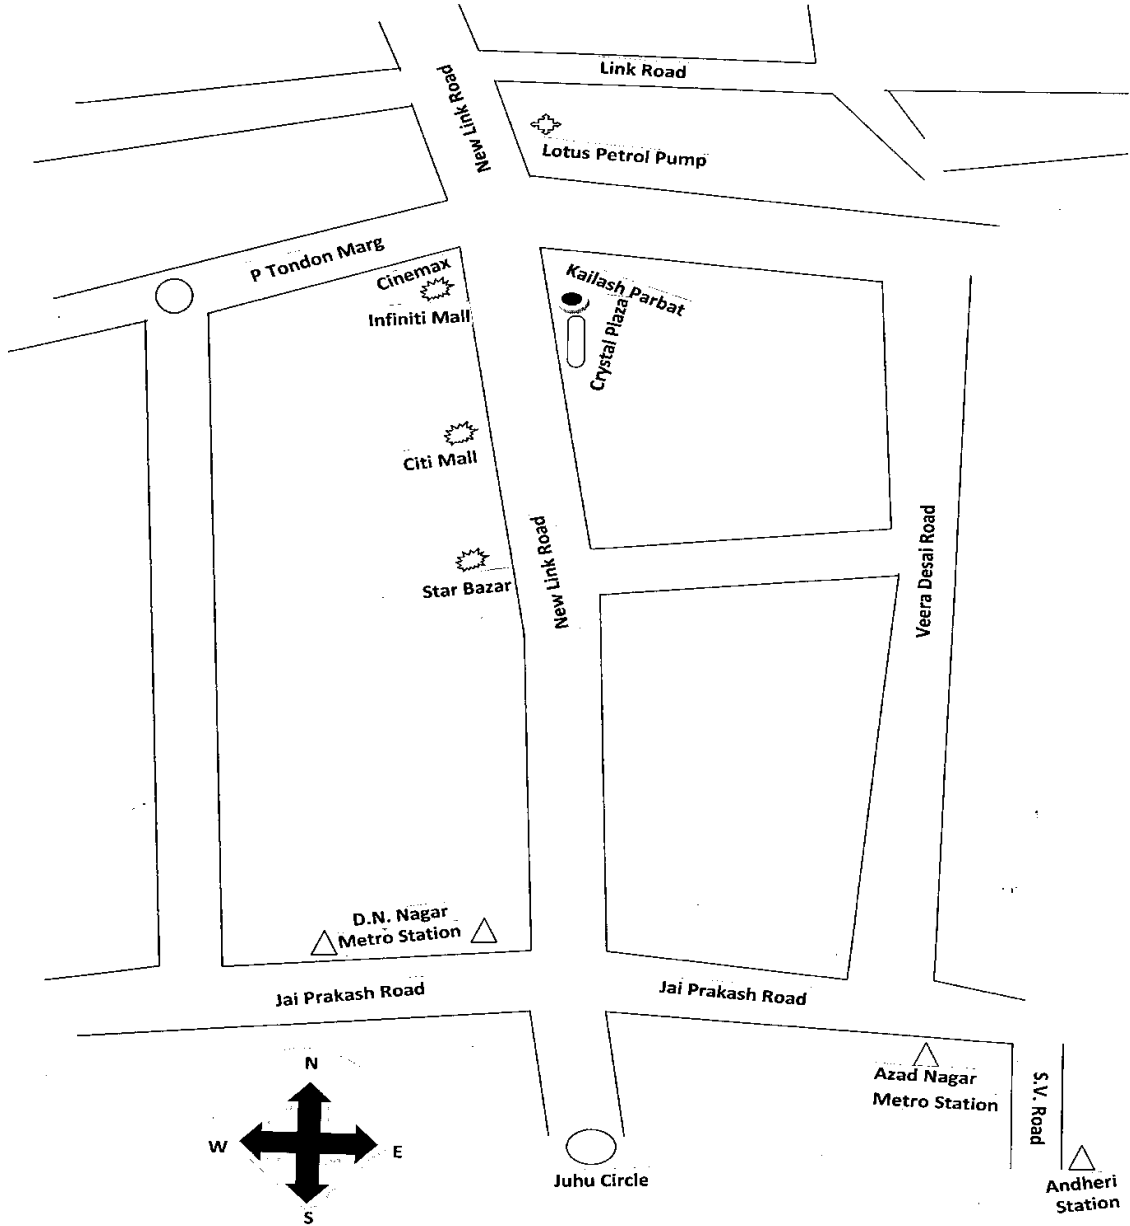 Link Road
New Link Road
Lotus Petrol Pump
P Tondon Marg
Cinemax
Infiniti Mall
Kailash Parbat
Crystal Plaza
Citi Mall
New Link Road
Star Bazar
Veera Desai Road
D.N. Nagar
Metro Station
Jai Prakash Road
Jai Prakash Road
N
W
E
S
Azad Nagar
Metro Station
S.V. Road
Juhu Circle
Andheri
Station